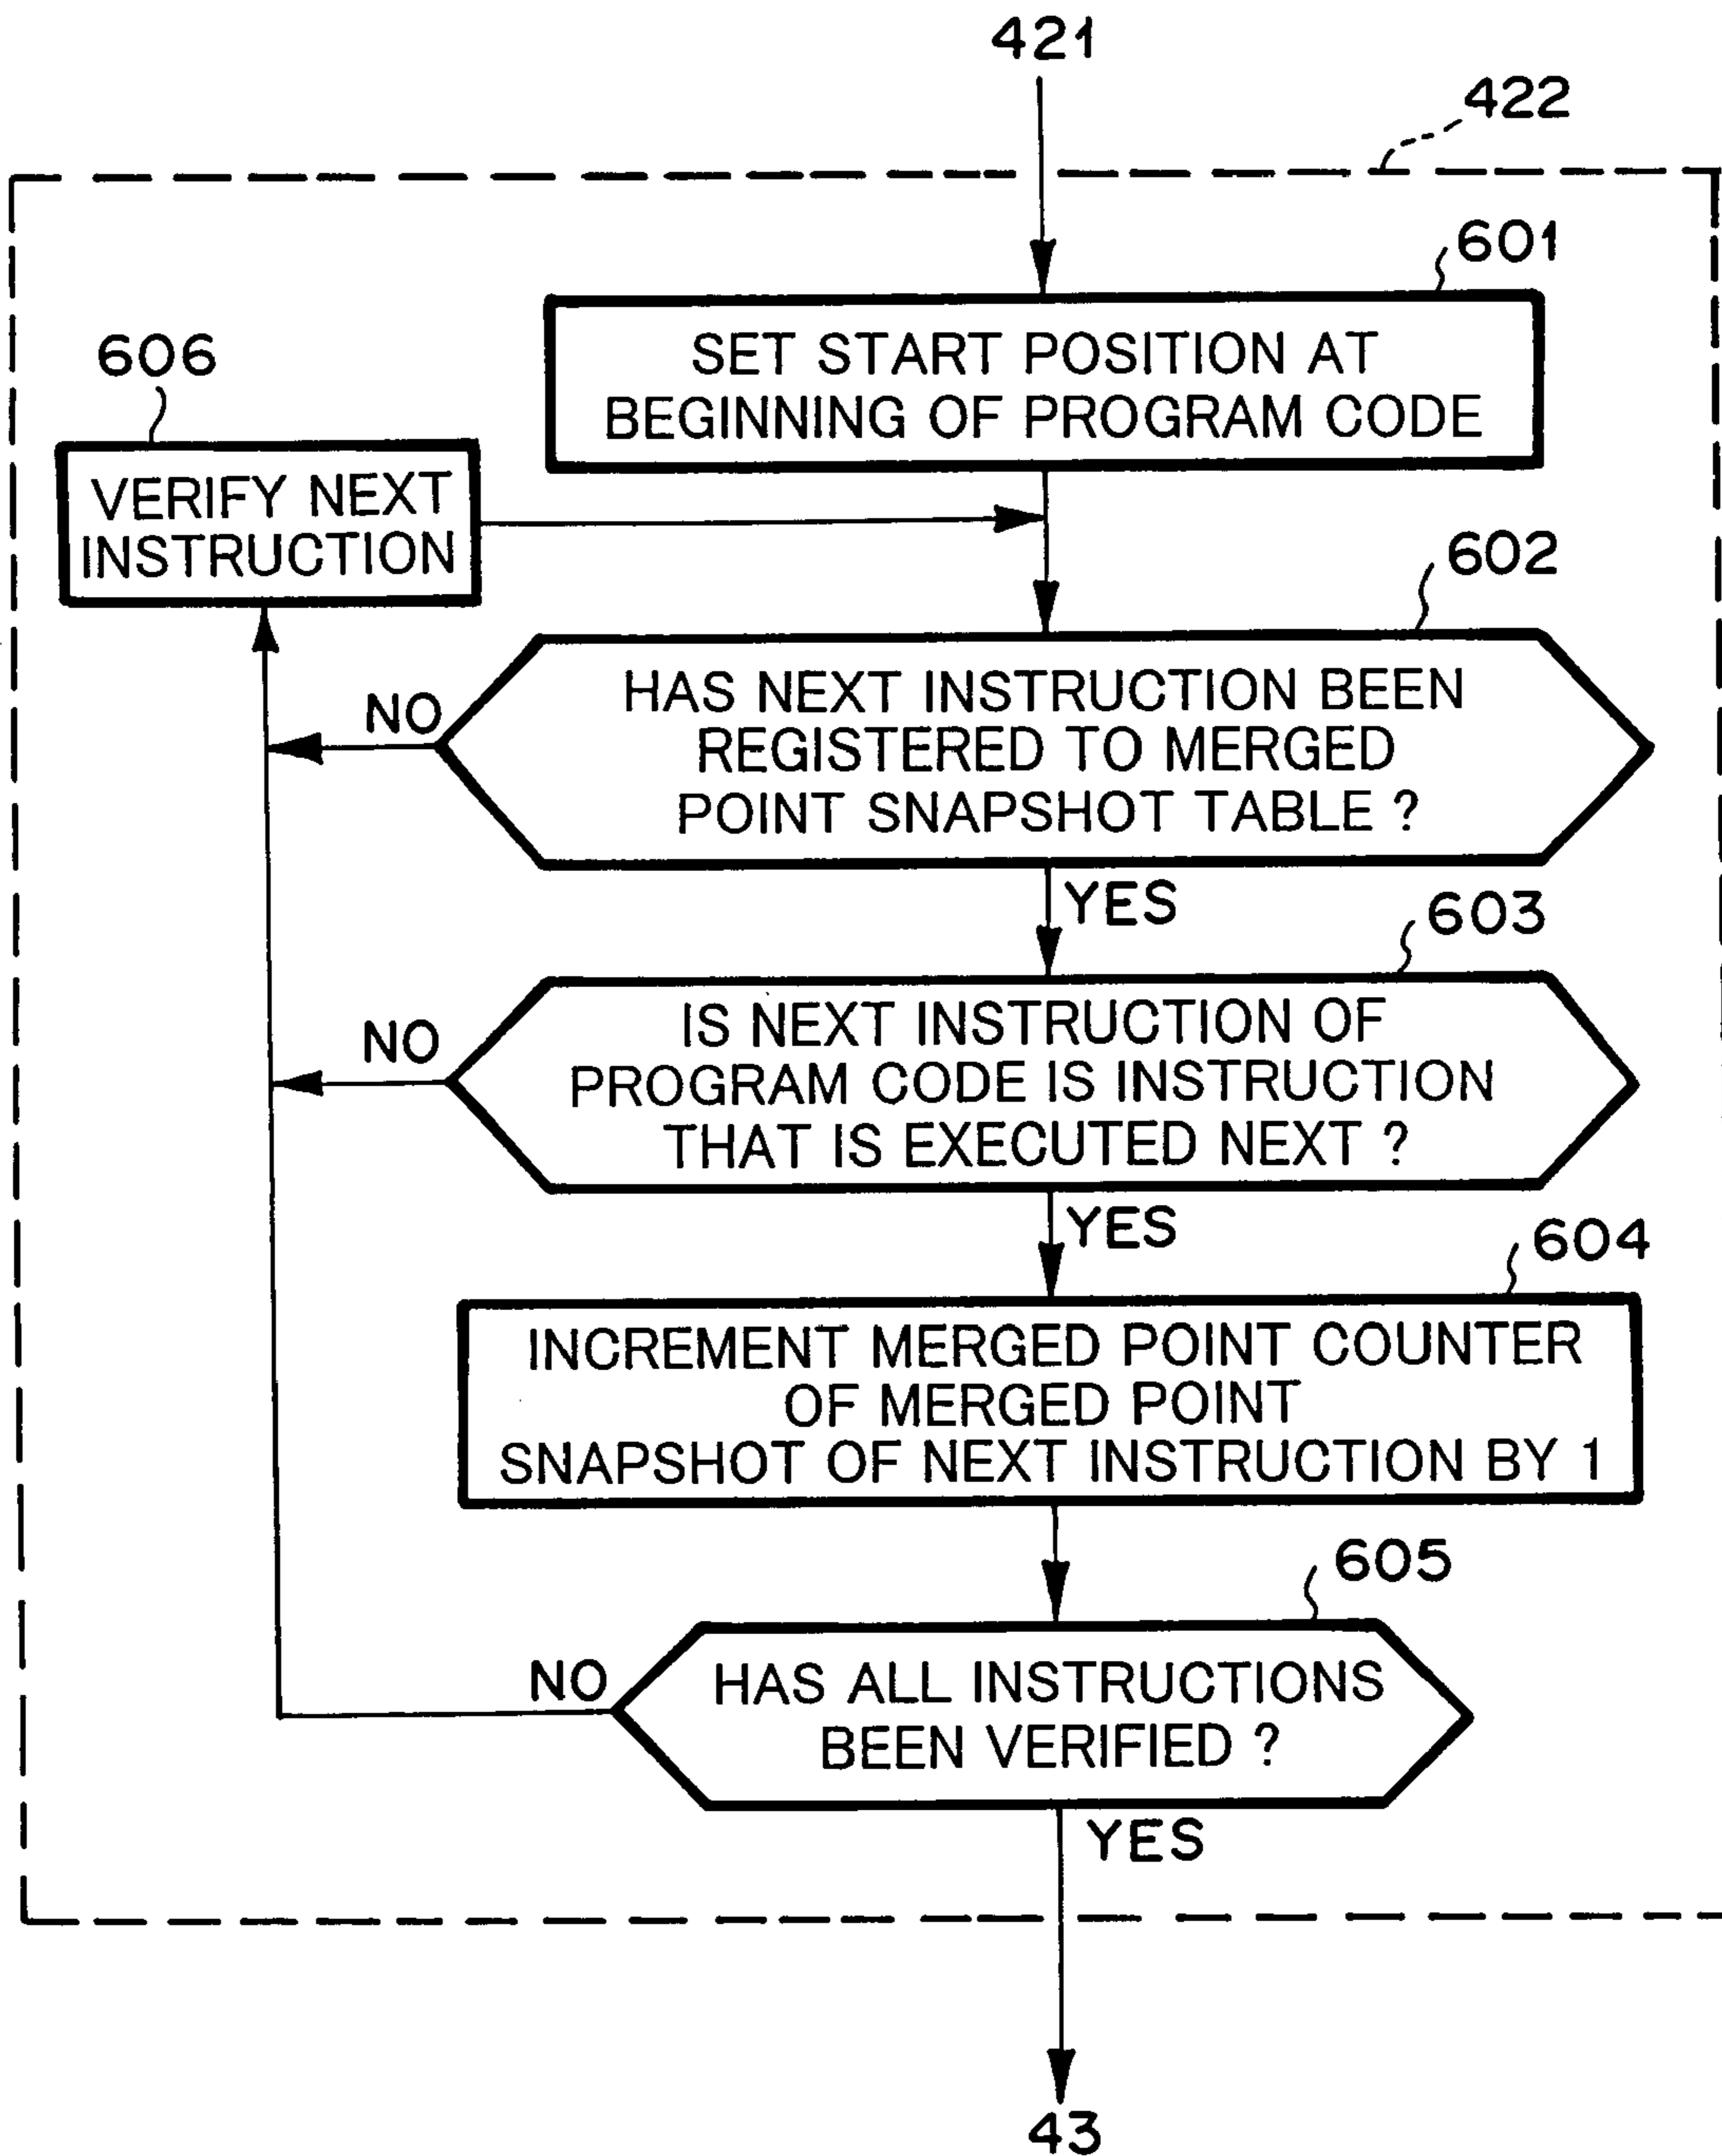 421
422
601
SET START POSITION AT
BEGINNING OF PROGRAM CODE
606
VERIFY NEXT
INSTRUCTION
602
HAS NEXT INSTRUCTION BEEN
REGISTERED TO MERGED
POINT SNAPSHOT TABLE ?
NO
YES
603
IS NEXT INSTRUCTION OF
PROGRAM CODE IS INSTRUCTION
THAT IS EXECUTED NEXT ?
NO
YES
604
INCREMENT MERGED POINT COUNTER
OF MERGED POINT
SNAPSHOT OF NEXT INSTRUCTION BY 1
605
HAS ALL INSTRUCTIONS
BEEN VERIFIED ?
NO
YES
43